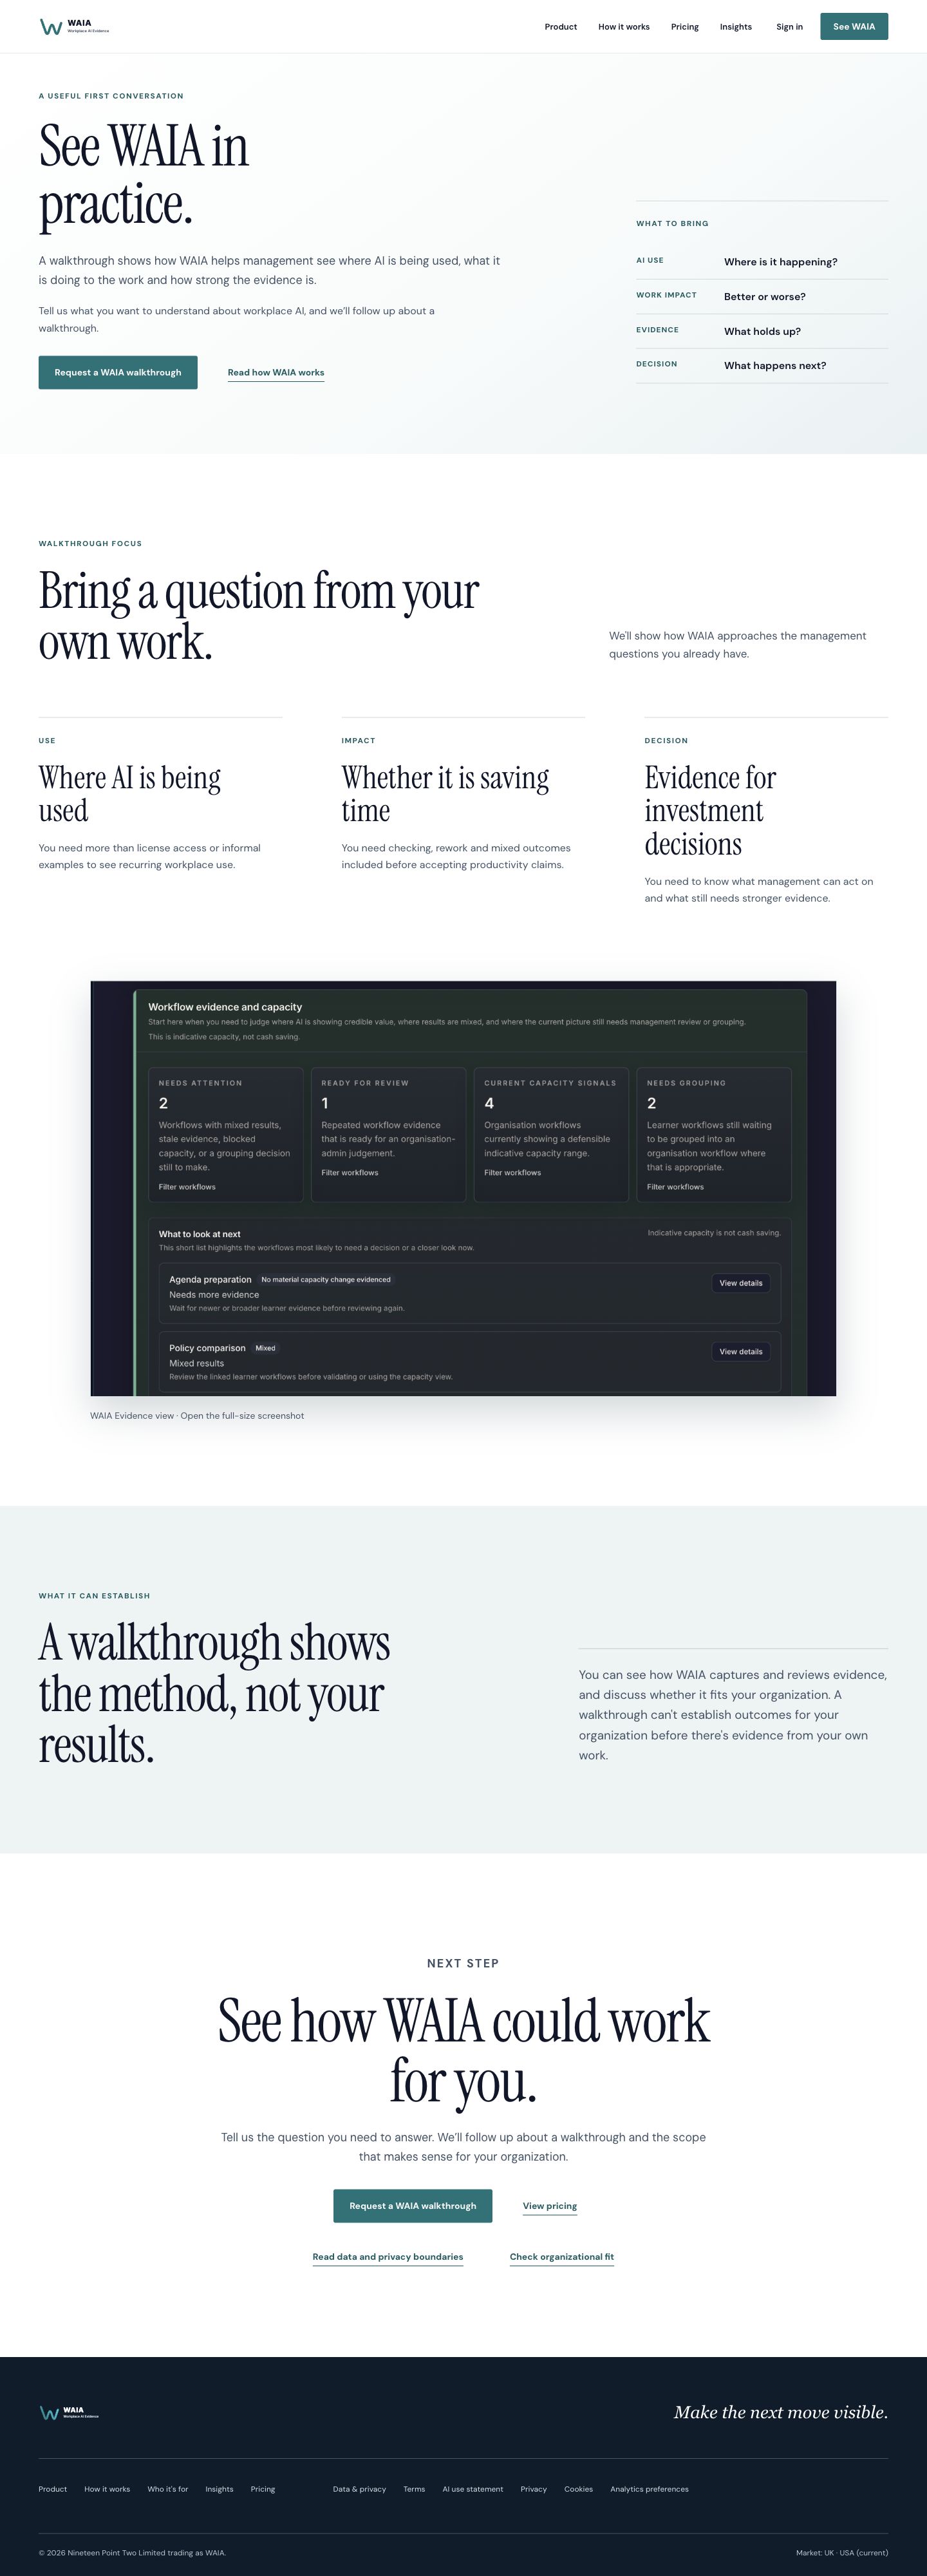 WAIA
Workplace AI Evidence
Product
How it works
Pricing
Insights
Sign in
See WAIA
A USEFUL FIRST CONVERSATION
See WAIA in
practice.
A walkthrough shows how WAIA helps management see where AI is being used, what it
is doing to the work and how strong the evidence is.
Tell us what you want to understand about workplace AI, and we'll follow up about a
walkthrough.
Request a WAIA walkthrough
Read how WAIA works
WHAT TO BRING
AI USE
Where is it happening?
WORK IMPACT
Better or worse?
EVIDENCE
What holds up?
DECISION
What happens next?
WALKTHROUGH FOCUS
Bring a question from your
own work.
We'll show how WAIA approaches the management
questions you already have.
USE
Where AI is being
used
You need more than license access or informal
examples to see recurring workplace use.
IMPACT
Whether it is saving
time
You need checking, rework and mixed outcomes
included before accepting productivity claims.
DECISION
Evidence for
investment
decisions
You need to know what management can act on
and what still needs stronger evidence.
Workflow evidence and capacity
Start here when you need to judge where AI is showing credible value, where results are mixed, and where the current picture still needs management review or grouping.
This is indicative capacity, not cash saving.
NEEDS ATTENTION
2
Workflows with mixed results,
stale evidence, blocked
capacity, or a grouping decision
still to make.
Filter workflows
READY FOR REVIEW
1
Repeated workflow evidence
that is ready for an organisation-
admin judgement.
Filter workflows
CURRENT CAPACITY SIGNALS
4
Organisation workflows
currently showing a defensible
indicative capacity range.
Filter workflows
NEEDS GROUPING
2
Learner workflows still waiting
to be grouped into an
organisation workflow where
that is appropriate.
Filter workflows
What to look at next
Indicative capacity is not cash saving.
This short list highlights the workflows most likely to need a decision or a closer look now.
Agenda preparation No material capacity change evidenced
Needs more evidence
Wait for newer or broader learner evidence before reviewing again.
View details
Policy comparison Mixed
Mixed results
Review the linked learner workflows before validating or using the capacity view.
View details
WAIA Evidence view · Open the full-size screenshot
WHAT IT CAN ESTABLISH
A walkthrough shows
the method, not your
results.
You can see how WAIA captures and reviews evidence,
and discuss whether it fits your organization. A
walkthrough can't establish outcomes for your
organization before there's evidence from your own
work.
NEXT STEP
See how WAIA could work
for you.
Tell us the question you need to answer. We'll follow up about a walkthrough and the scope
that makes sense for your organization.
Request a WAIA walkthrough
View pricing
Read data and privacy boundaries
Check organizational fit
WAIA
Workplace AI Evidence
Make the next move visible.
Product
How it works
Who it's for
Insights
Pricing
Data & privacy
Terms
AI use statement
Privacy
Cookies
Analytics preferences
© 2026 Nineteen Point Two Limited trading as WAIA.
Market: UK · USA (current)